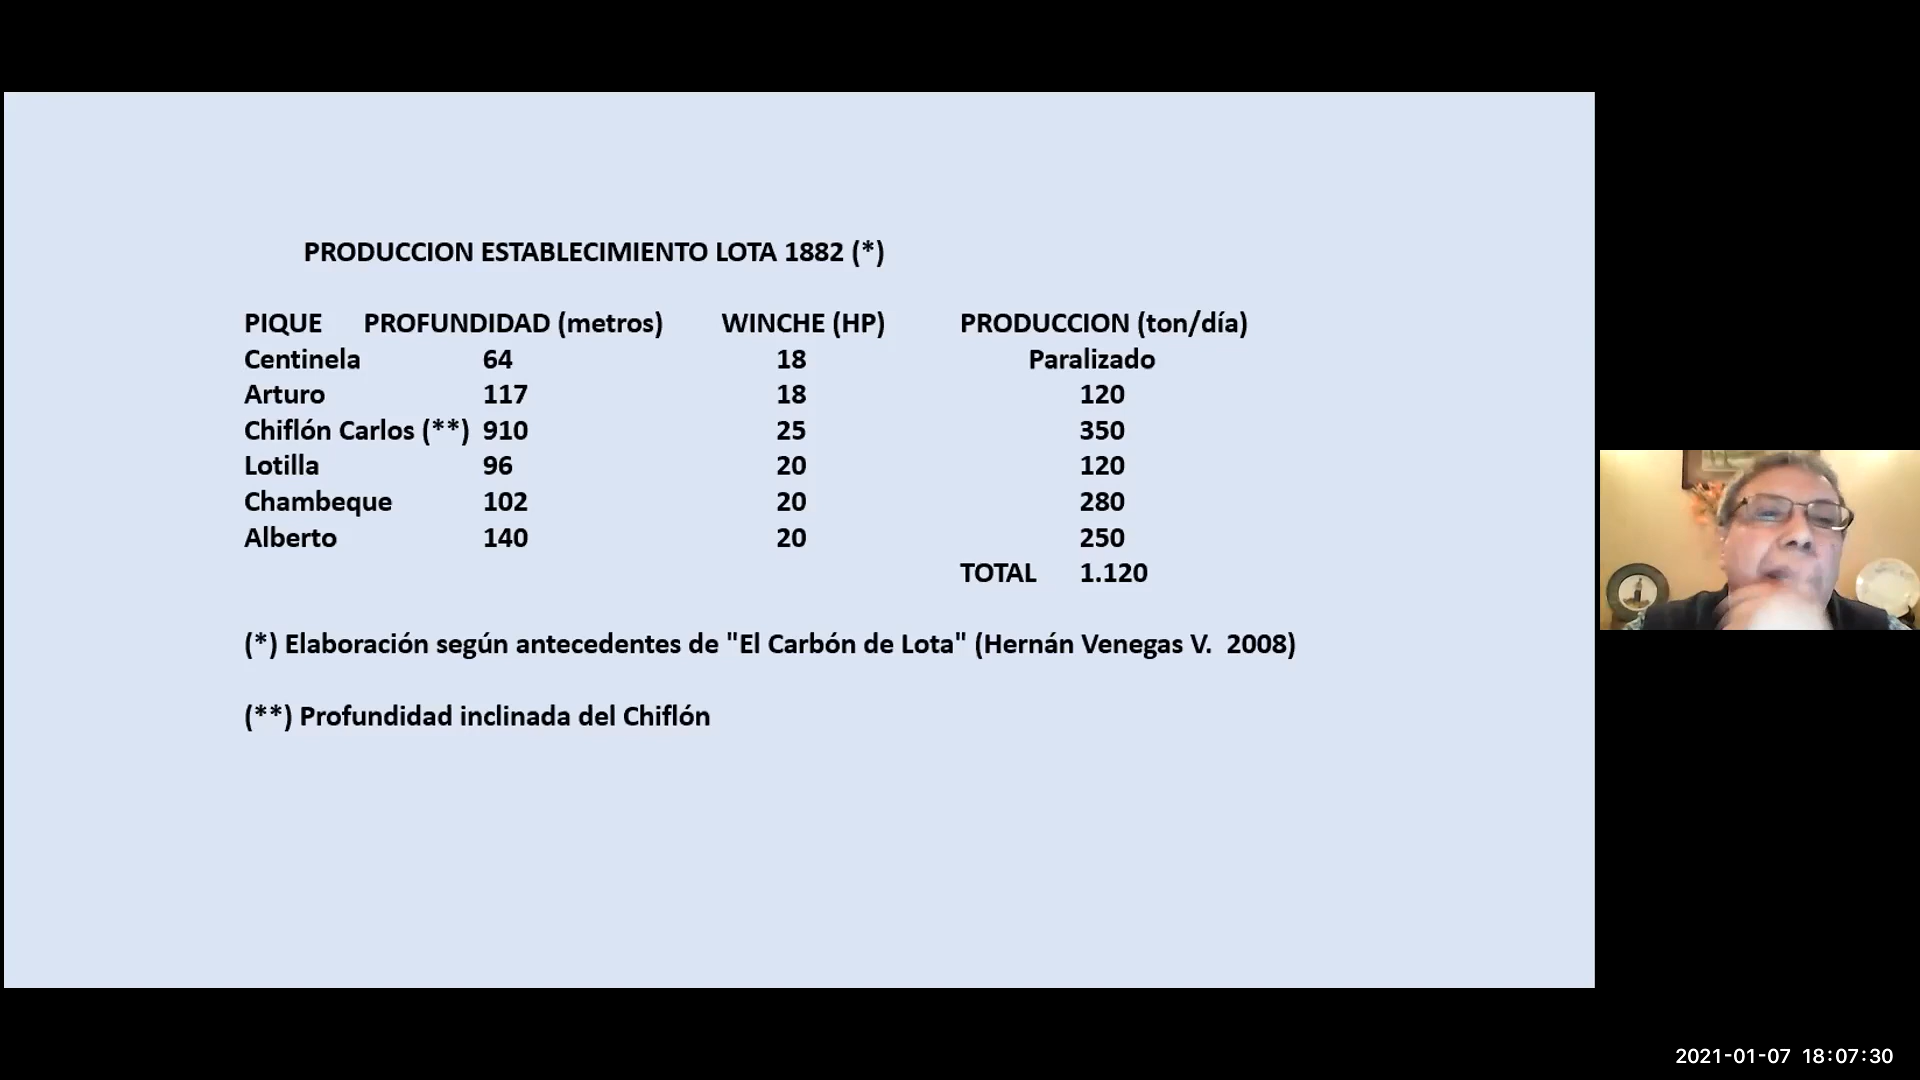 PRODUCCION ESTABLECIMIENTO LOTA 1882 (*)
PIQUE PROFUNDIDAD (metros) WINCHE (HP) PRODUCCION (ton/día)
Centinela 64 18 Paralizado
Arturo 117 18 120
Chiflón Carlos (**) 910 25 350
Lotilla 96 20 120
Chambeque 102 20 280
Alberto 140 20 250
TOTAL 1.120
(*) Elaboración según antecedentes de "El Carbón de Lota" (Hernán Venegas V. 2008)
(**) Profundidad inclinada del Chiflón
2021-01-07 18:07:30